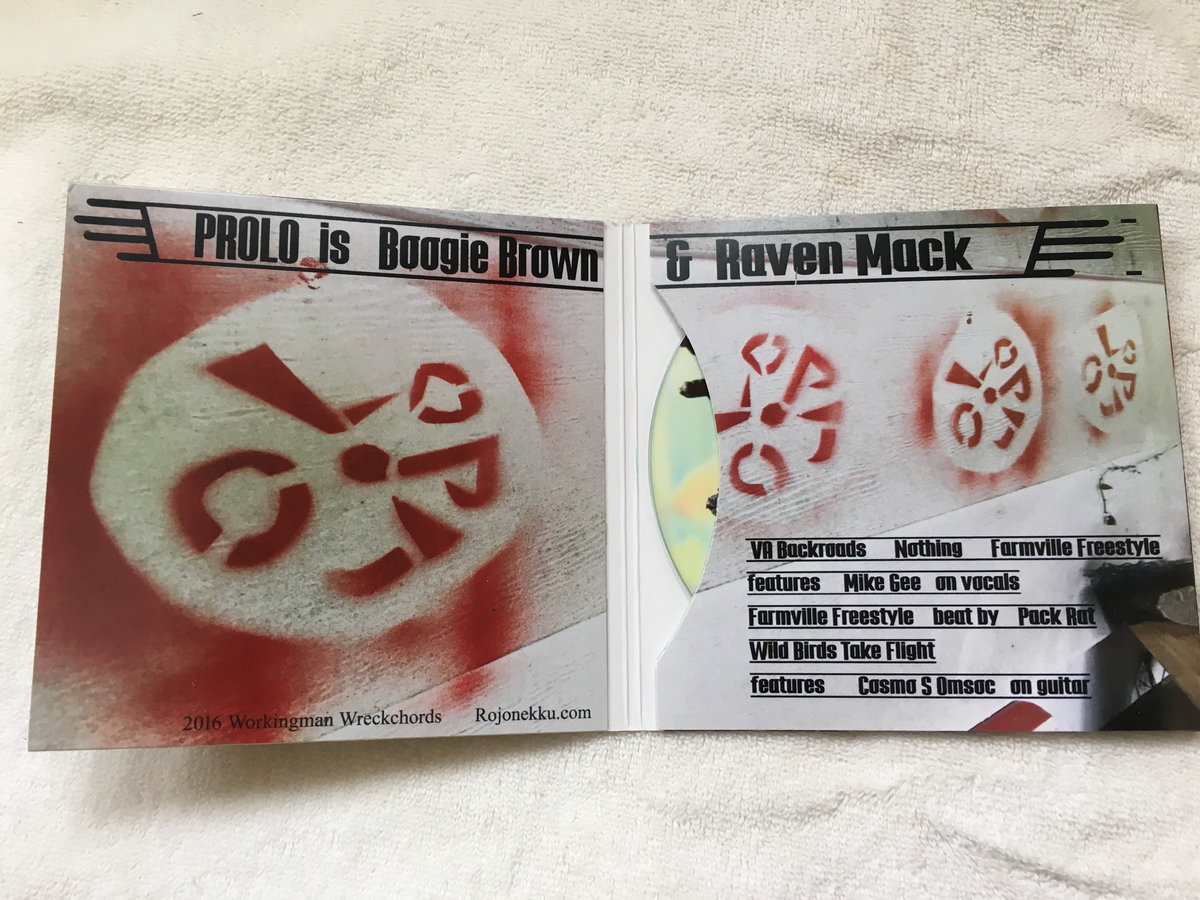 PROLO is Boogie Brown & Raven Mack
2016 Workingman Wreckchords Rojonekku.com
VA Backroads Nothing Farmville Freestyle
features Mike Gee on vocals
Farmville Freestyle beat by Pack Rat
Wild Birds Take Flight
features Cosmo S Omsoc on guitar